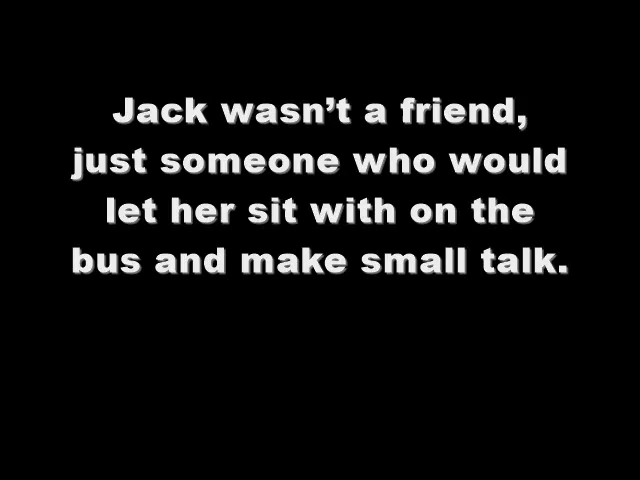 Jack wasn’t a friend,
just someone who would
let her sit with on the
bus and make small talk.